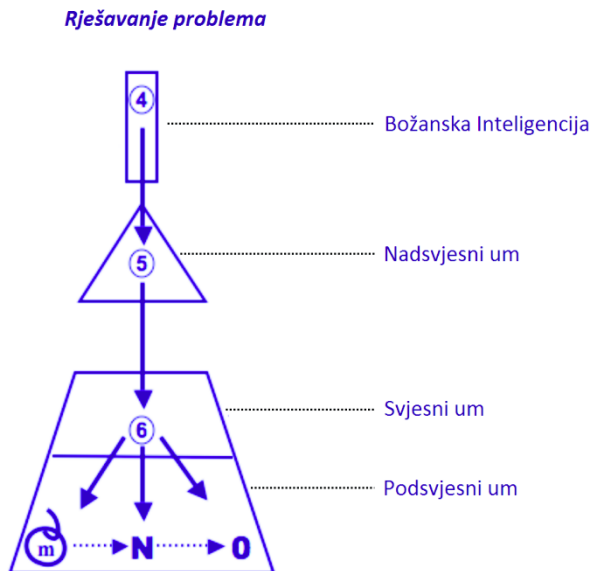 Rješavanje problema
4
Božanska Inteligencija
5
Nadsvjesni um
Svjesni um
6
Podsvjesni um
m N 0